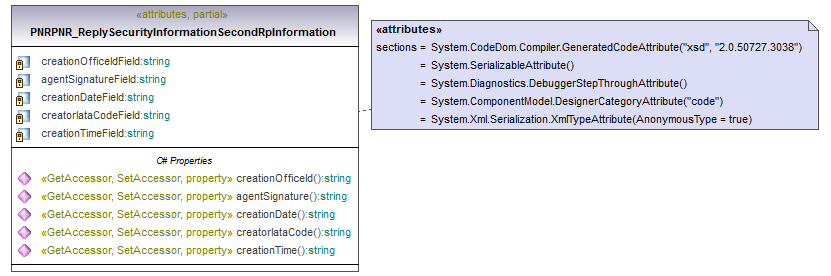 «attributes, partial»
PNRPNR_ReplySecurityInformationSecondRpInformation
creationOfficeIdField:string
agentSignatureField:string
creationDateField:string
creatorIataCodeField:string
creationTimeField:string
C# Properties
«GetAccessor, SetAccessor, property» creationOfficeId():string
«GetAccessor, SetAccessor, property» agentSignature():string
«GetAccessor, SetAccessor, property» creationDate():string
«GetAccessor, SetAccessor, property» creatorIataCode():string
«GetAccessor, SetAccessor, property» creationTime():string
«attributes»
sections = System.CodeDom.Compiler.GeneratedCodeAttribute("xsd", "2.0.50727.3038")
= System.SerializableAttribute()
= System.Diagnostics.DebuggerStepThroughAttribute()
= System.ComponentModel.DesignerCategoryAttribute("code")
= System.Xml.Serialization.XmlTypeAttribute(AnonymousType = true)